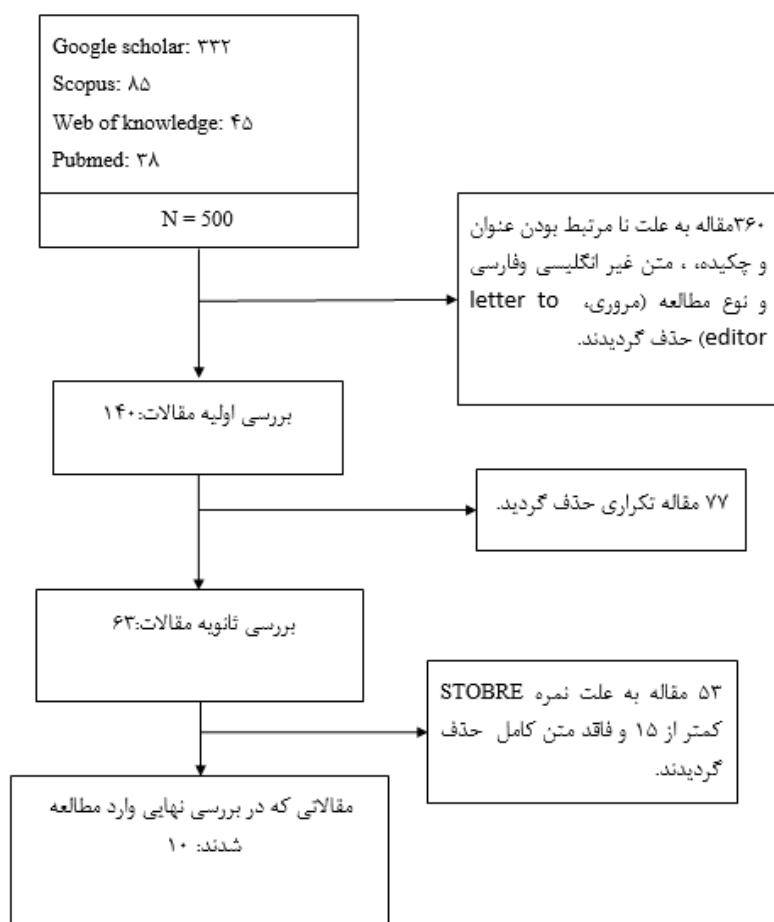 Google scholar: ۳۳۲
Scopus: ۸۵
Web of knowledge: ۴۵
Pubmed: ۳۸
N = 500
۳۶۰مقاله به علت نا مرتبط بودن عنوان
و چکیده، ، متن غیر انگلیسی وفارسی
و نوع مطالعه (مروری، letter to
editor) حذف گردیدند.
بررسی اولیه مقالات:۱۴۰
۷۷ مقاله تکراری حذف گردید.
بررسی ثانویه مقالات:۶۳
۵۳ مقاله به علت نمره STOBRE
کمتر از ۱۵ و فاقد متن کامل حذف
گردیدند.
مقالاتی که در بررسی نهایی وارد مطالعه
شدند: ۱۰